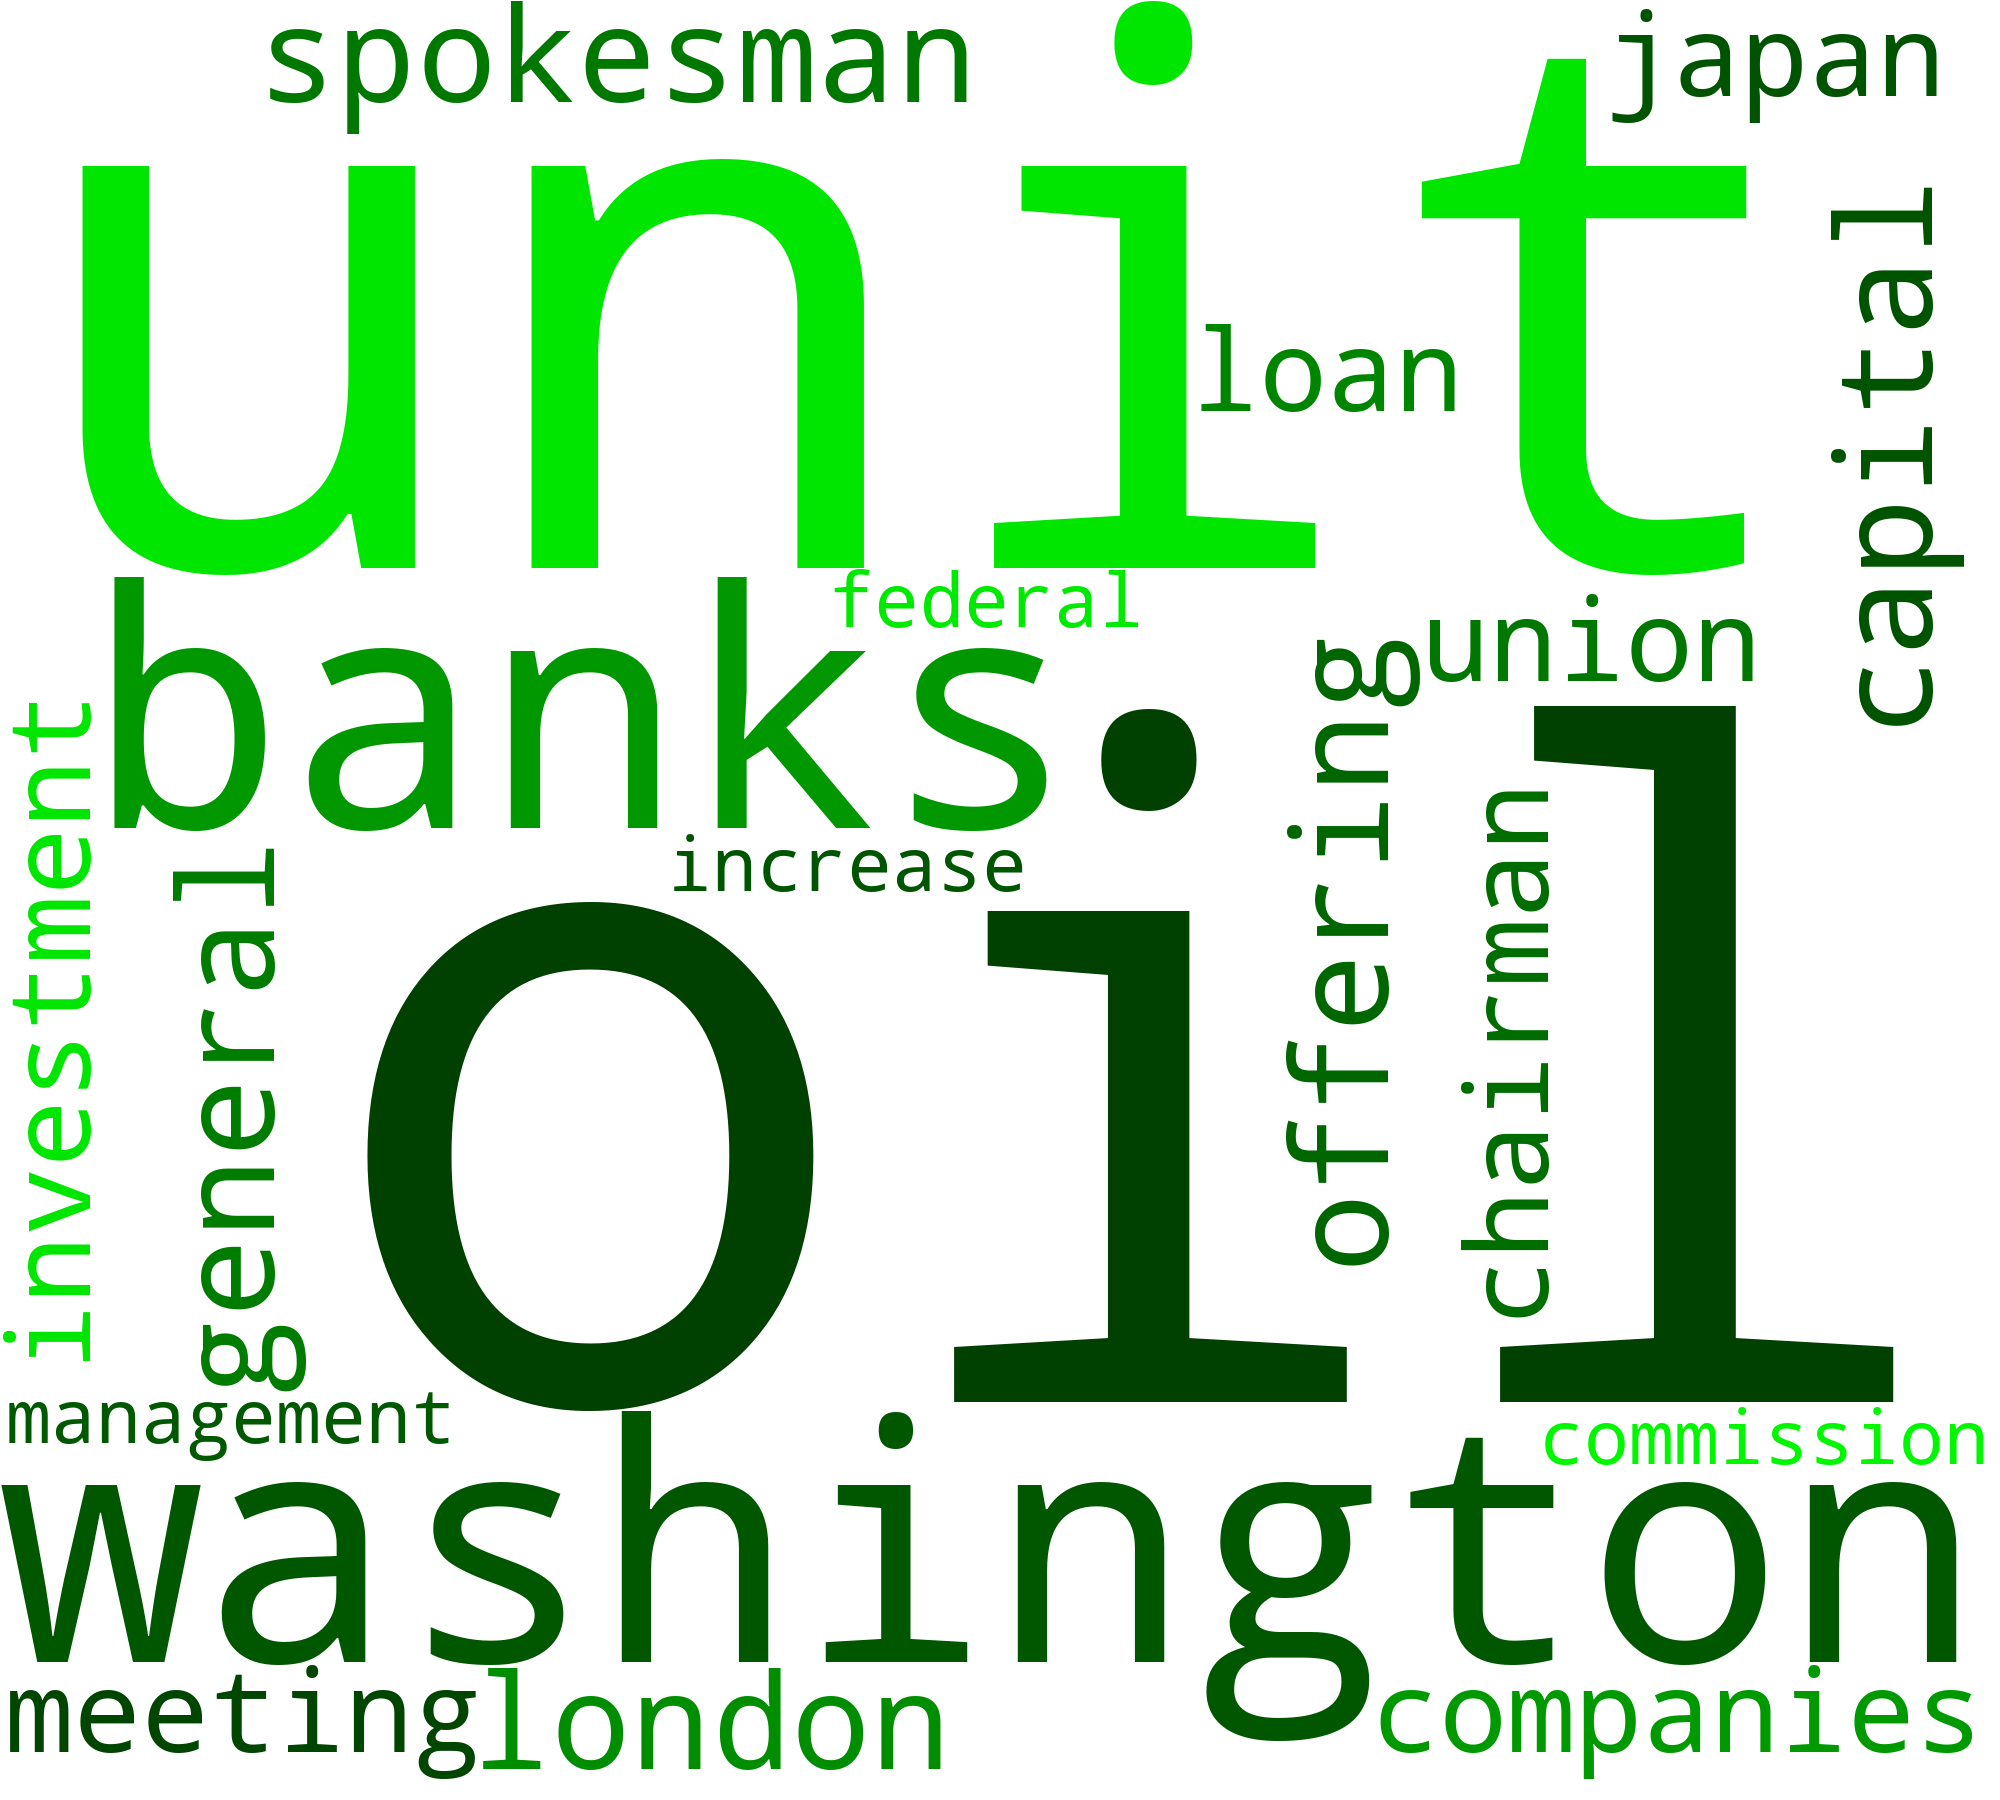 spokesman
japan
unit
loan
capital
federal
banks
union
investment
general
increase
offering
chairman
oil
management
commission
washington
meeting
london
companies